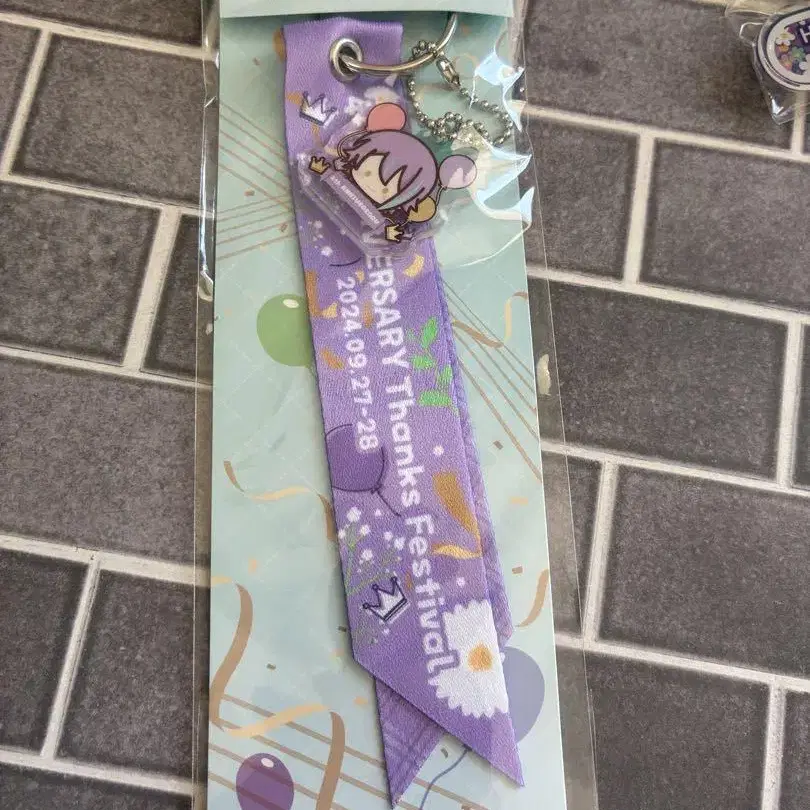 ERSARY Thanks Festival
2024.09.27-28
H